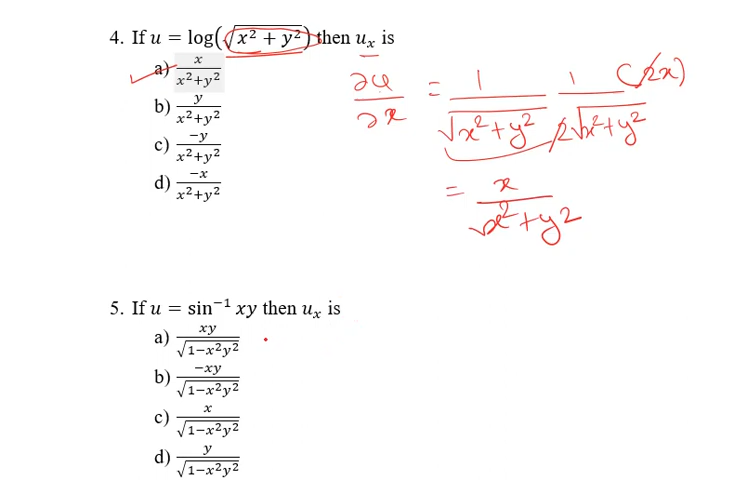 4. If u = log(√(x² + y²)) then uₓ is
a) x/(x²+y²)
b) y/(x²+y²)
c) −y/(x²+y²)
d) −x/(x²+y²)
∂u/∂x = 1/√(x²+y²) 1/(2√(x²+y²)) (2x)
= x/(x²+y²)
5. If u = sin⁻¹ xy then uₓ is
a) xy/√(1−x²y²)
b) −xy/√(1−x²y²)
c) x/√(1−x²y²)
d) y/√(1−x²y²)